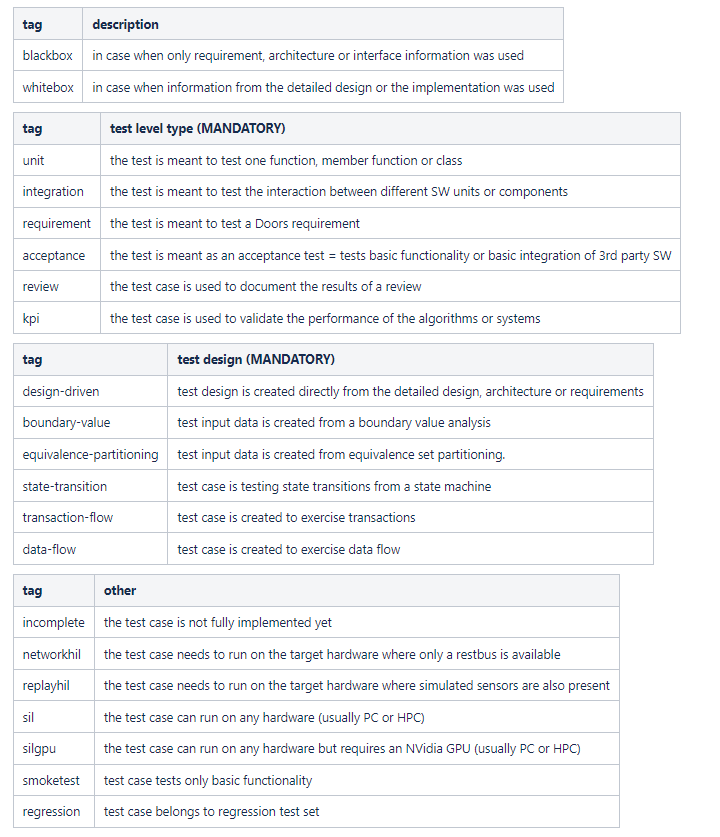 tag description
blackbox in case when only requirement, architecture or interface information was used
whitebox in case when information from the detailed design or the implementation was used
tag test level type (MANDATORY)
unit the test is meant to test one function, member function or class
integration the test is meant to test the interaction between different SW units or components
requirement the test is meant to test a Doors requirement
acceptance the test is meant as an acceptance test = tests basic functionality or basic integration of 3rd party SW
review the test case is used to document the results of a review
kpi the test case is used to validate the performance of the algorithms or systems
tag test design (MANDATORY)
design-driven test design is created directly from the detailed design, architecture or requirements
boundary-value test input data is created from a boundary value analysis
equivalence-partitioning test input data is created from equivalence set partitioning.
state-transition test case is testing state transitions from a state machine
transaction-flow test case is created to exercise transactions
data-flow test case is created to exercise data flow
tag other
incomplete the test case is not fully implemented yet
networkhil the test case needs to run on the target hardware where only a restbus is available
replayhil the test case needs to run on the target hardware where simulated sensors are also present
sil the test case can run on any hardware (usually PC or HPC)
silgpu the test case can run on any hardware but requires an NVidia GPU (usually PC or HPC)
smoketest test case tests only basic functionality
regression test case belongs to regression test set